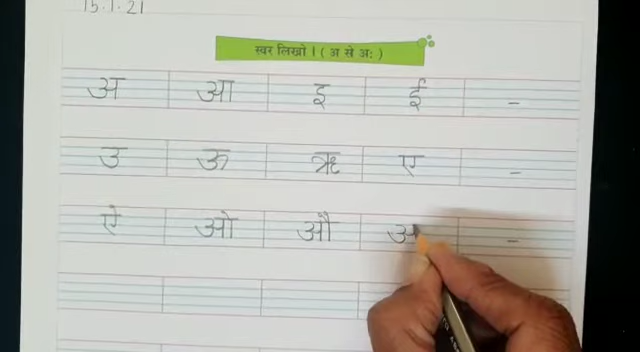 15.1.21
स्वर लिखो । ( अ से अः )
अ आ इ ई -
उ ऊ ऋ ए -
ऐ ओ औ अ -